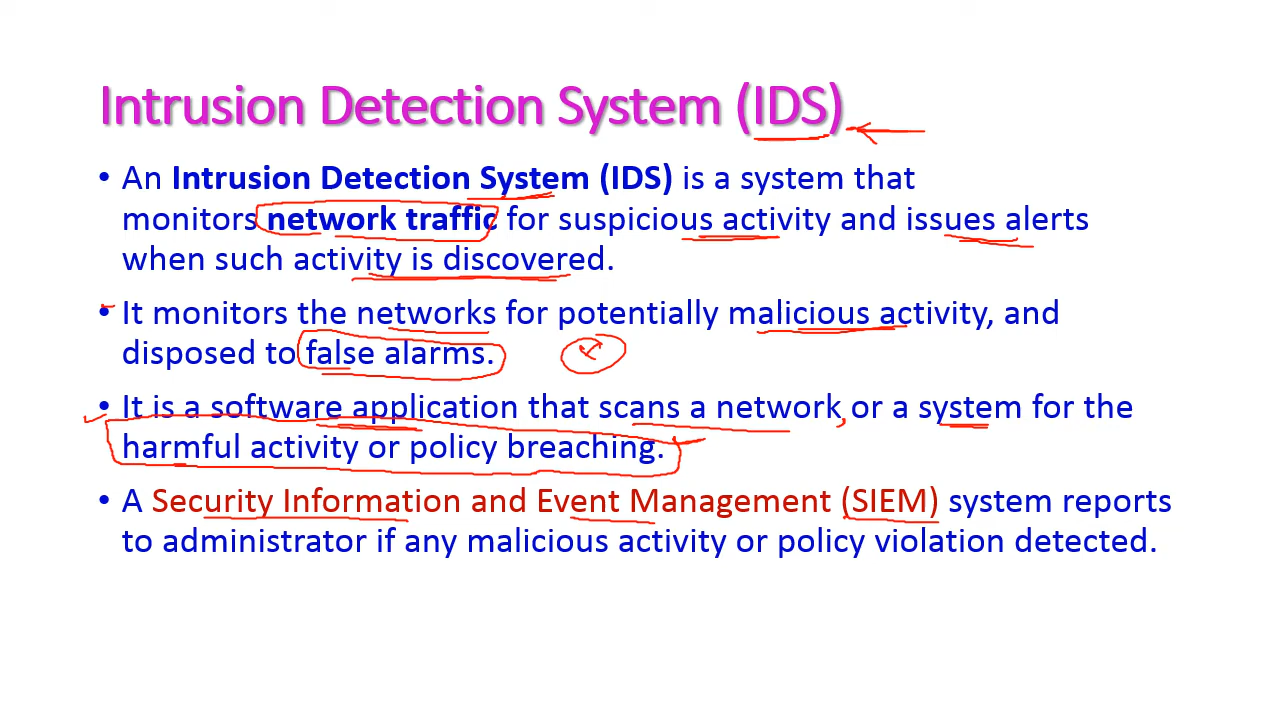 Intrusion Detection System (IDS)
• An Intrusion Detection System (IDS) is a system that
monitors network traffic for suspicious activity and issues alerts
when such activity is discovered.
• It monitors the networks for potentially malicious activity, and
disposed to false alarms.
• It is a software application that scans a network, or a system for the
harmful activity or policy breaching.
• A Security Information and Event Management (SIEM) system reports
to administrator if any malicious activity or policy violation detected.